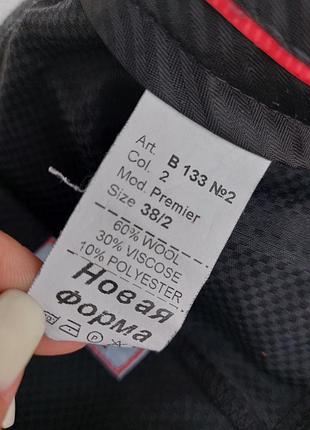 Art. B 133 №2
Col. 2
Mod. Premier
Size 38/2
60% WOOL
30% VISCOSE
10% POLYESTER
Новая
форма
P A